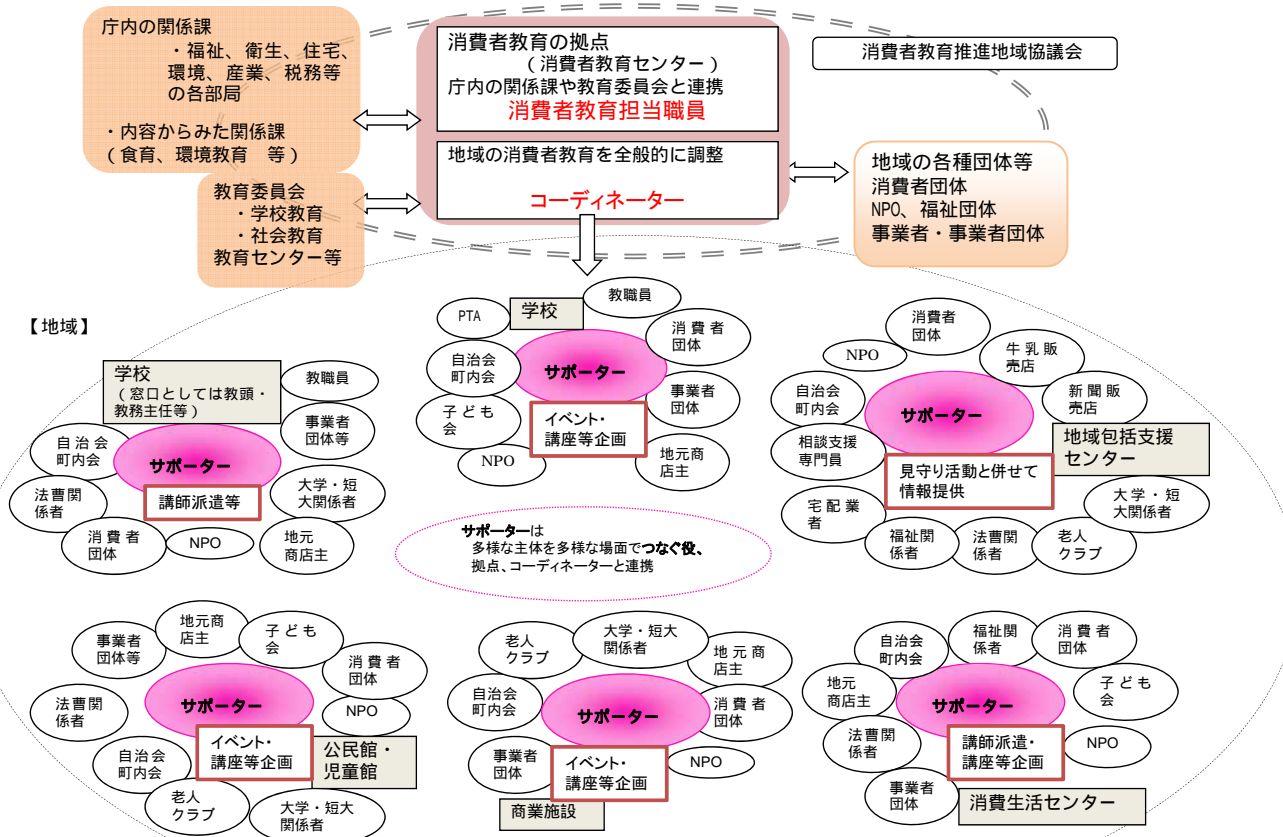 庁内の関係課
・福祉、衛生、住宅、
環境、産業、税務等
の各部局
・内容からみた関係課
(食育、環境教育 等)
教育委員会
・学校教育
・社会教育
教育センター等
消費者教育の拠点
(消費者教育センター)
庁内の関係課や教育委員会と連携
消費者教育担当職員
地域の消費者教育を全般的に調整
コーディネーター
消費者教育推進地域協議会
地域の各種団体等
消費者団体
NPO、福祉団体
事業者・事業者団体
【地域】
学校
(窓口としては教頭・
教務主任等)
教職員
事業者
団体等
自治会
町内会
サポーター
講師派遣等
法曹関
係者
大学・短
大関係者
消費者
団体
NPO
地元
商店主
PTA
学校
教職員
消費者
団体
自治会
町内会
サポーター
事業者
団体
子ども
会
イベント・
講座等企画
NPO
地元商
店主
消費者
団体
NPO
牛乳販
売店
新聞販
売店
自治会
町内会
サポーター
地域包括支援
センター
相談支援
専門員
見守り活動と併せて
情報提供
宅配業
者
大学・短
大関係者
福祉関
係者
法曹関
係者
老人
クラブ
サポーターは
多様な主体を多様な場面でつなぐ役、
拠点、コーディネーターと連携
事業者
団体等
地元商
店主
子ども
会
消費者
団体
サポーター
法曹関
係者
NPO
イベント・
講座等企画
公民館・
児童館
自治会
町内会
老人
クラブ
大学・短大
関係者
老人
クラブ
大学・短大
関係者
地元商
店主
自治会
町内会
サポーター
消費者
団体
事業者
団体
イベント・
講座等企画
NPO
商業施設
自治会
町内会
福祉関
係者
消費者
団体
地元
商店主
サポーター
子ども
会
法曹関
係者
講師派遣・
講座等企画
NPO
事業者
団体
消費生活センター